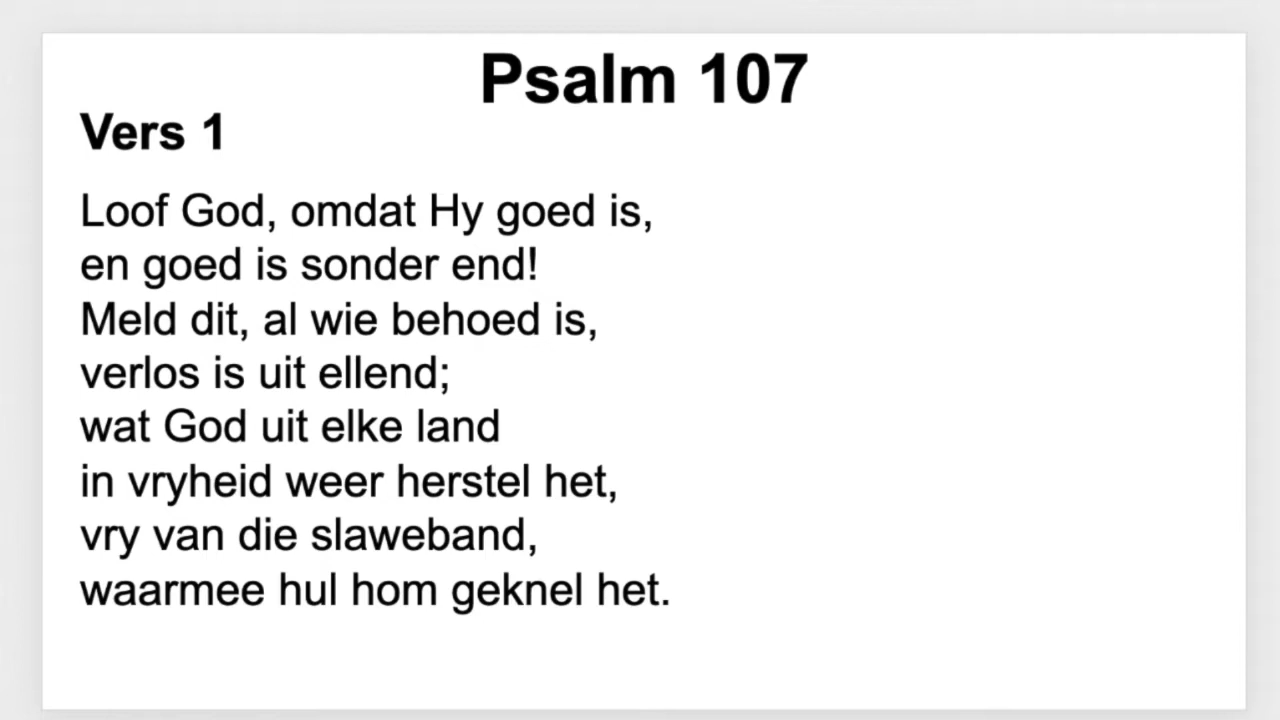 Psalm 107
Vers 1
Loof God, omdat Hy goed is,
en goed is sonder end!
Meld dit, al wie behoed is,
verlos is uit ellend;
wat God uit elke land
in vryheid weer herstel het,
vry van die slaweband,
waarmee hul hom geknel het.